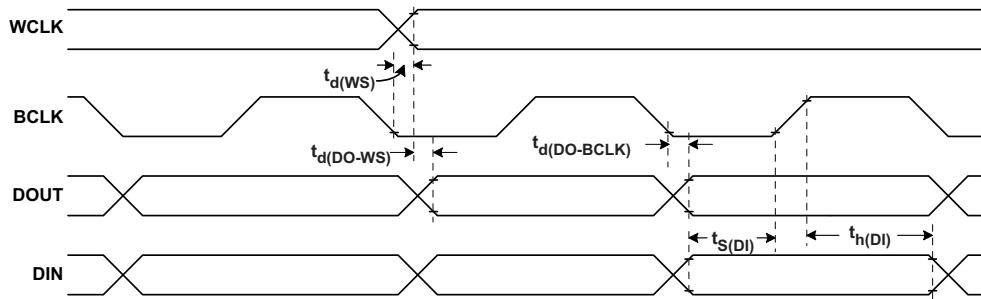 WCLK
td(WS)
BCLK
td(DO-WS)
td(DO-BCLK)
DOUT
tS(DI)
th(DI)
DIN